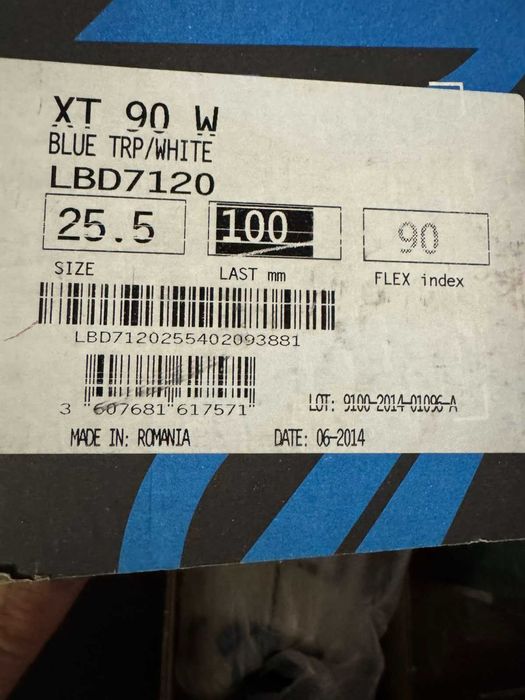 XT 90 W
BLUE TRP/WHITE
LBD7120
25.5 100 90
SIZE LAST mm FLEX index
LBD7120255402093881
3 "607681"617571"
LOT: 9100-2014-01096-A
MADE IN: ROMANIA DATE: 06-2014